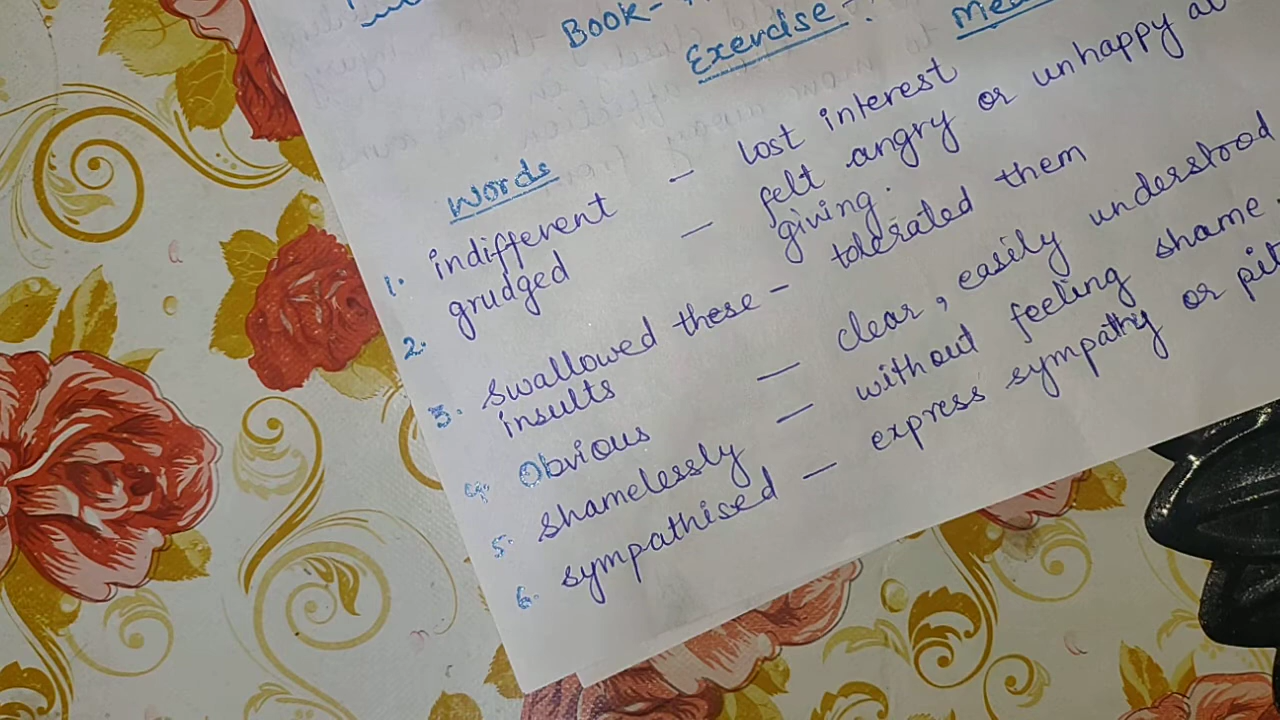 Book-
Exercise-
Words
1. indifferent - lost interest
2. grudged - felt angry or unhappy at
giving.
3. swallowed these - tolerated them
insults
4. Obvious - clear, easily understood
5. shamelessly - without feeling shame
6. sympathised - express sympathy or